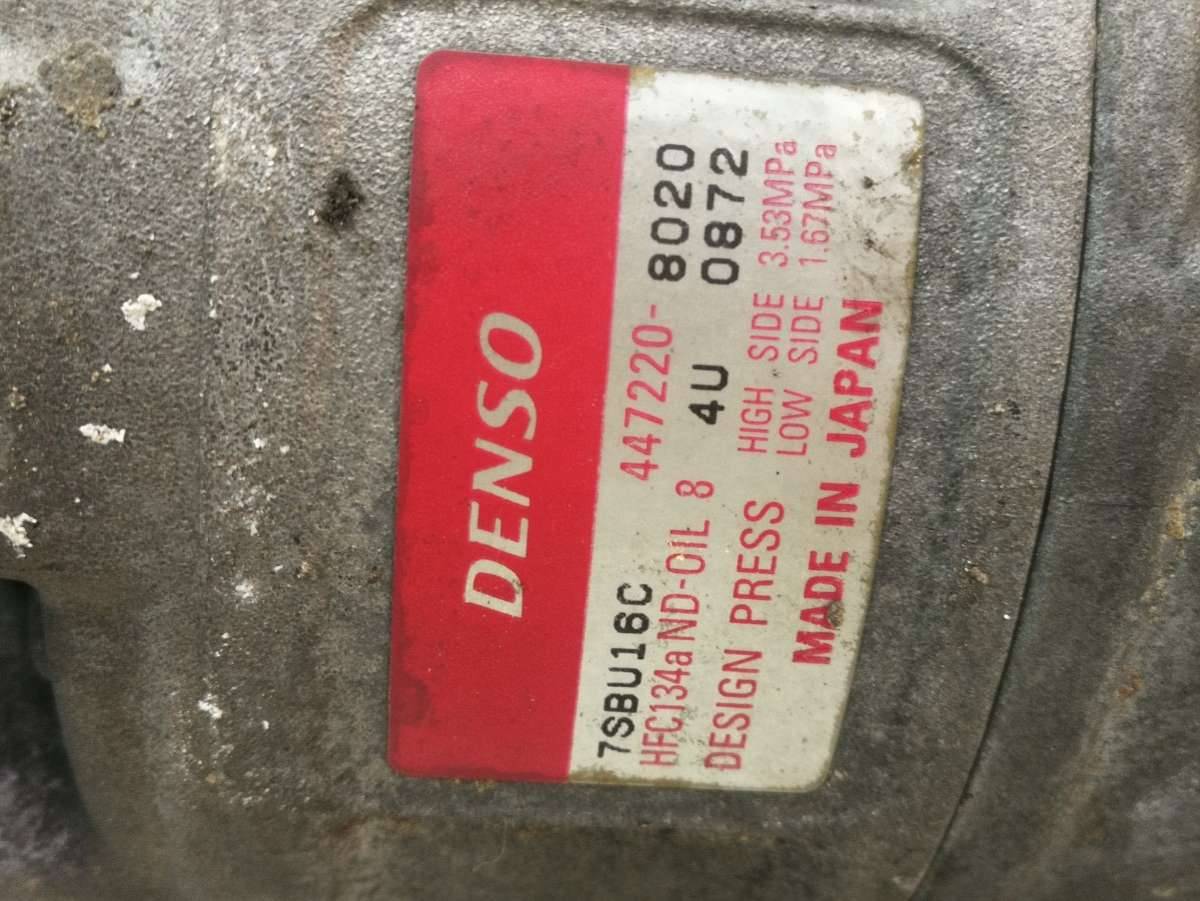 DENSO
7SBU16C 447220-8020
HFC134a ND-OIL 8 4U 0872
DESIGN PRESS HIGH SIDE 3.53MPa
LOW SIDE 1.67MPa
MADE IN JAPAN